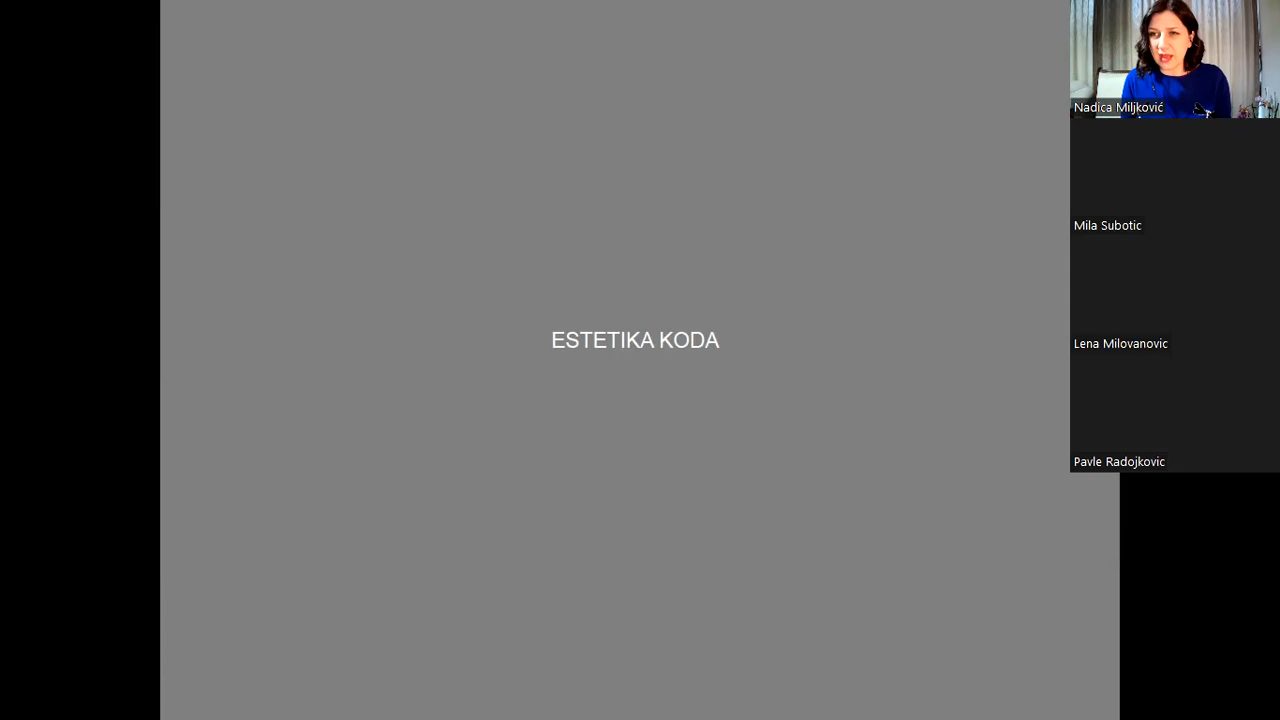 Nadica Miljković
Mila Subotic
ESTETIKA KODA
Lena Milovanovic
Pavle Radojkovic